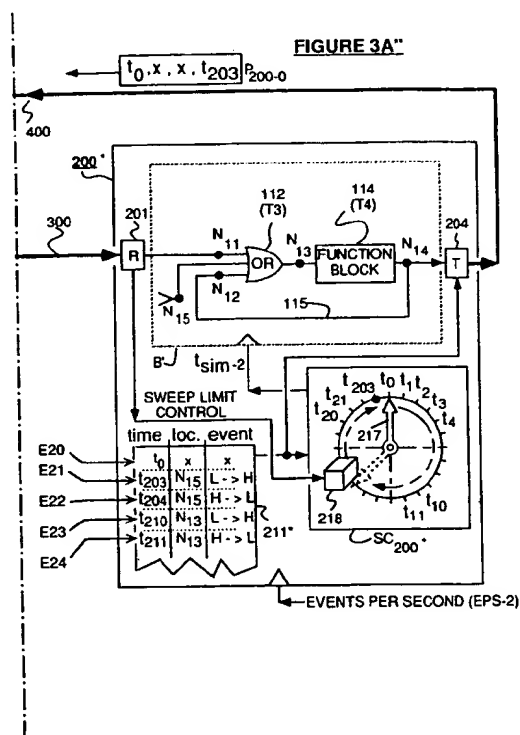 FIGURE 3A"
t0, x, x, t203 P200-0
400
200"
201
112
(T3)
114
(T4)
204
300
R
N11
OR
N13
FUNCTION
BLOCK
N14
T
N12
N15
115
B'
tsim-2
SWEEP LIMIT
CONTROL
time loc. event
E20 t0 x x
E21 t203 N15 L -> H
E22 t204 N15 H -> L
E23 t210 N13 L -> H
E24 t211 N13 H -> L
211"
t203 t0 t1 t2 t3 t4
t21
t20
217
t10
t11
218
SC200"
EVENTS PER SECOND (EPS-2)